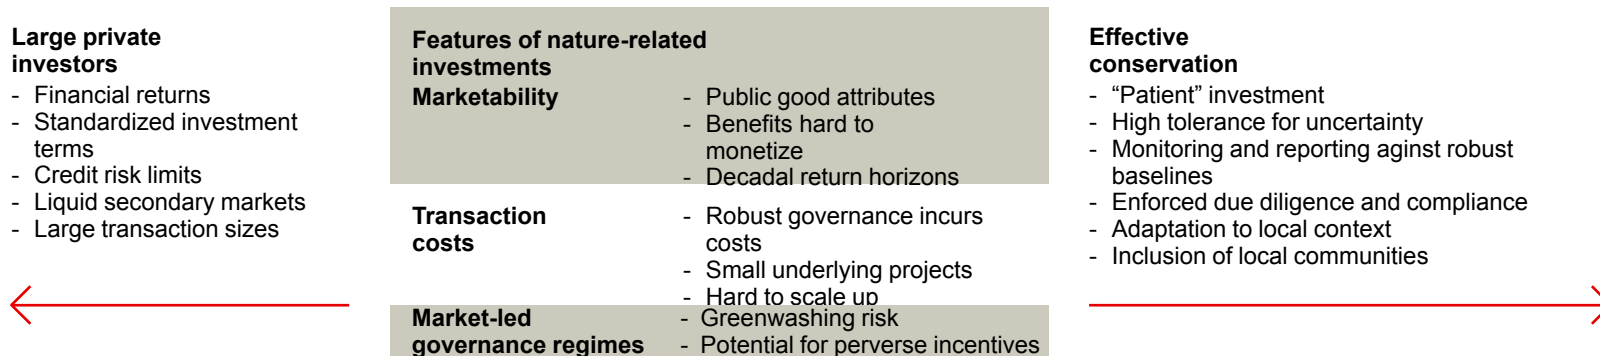 Large private
investors
- Financial returns
- Standardized investment
terms
- Credit risk limits
- Liquid secondary markets
- Large transaction sizes
Features of nature-related
investments
Marketability
- Public good attributes
- Benefits hard to
monetize
- Decadal return horizons
Transaction
costs
- Robust governance incurs
costs
- Small underlying projects
- Hard to scale up
Market-led
governance regimes
- Greenwashing risk
- Potential for perverse incentives
Effective
conservation
- “Patient” investment
- High tolerance for uncertainty
- Monitoring and reporting aginst robust
baselines
- Enforced due diligence and compliance
- Adaptation to local context
- Inclusion of local communities